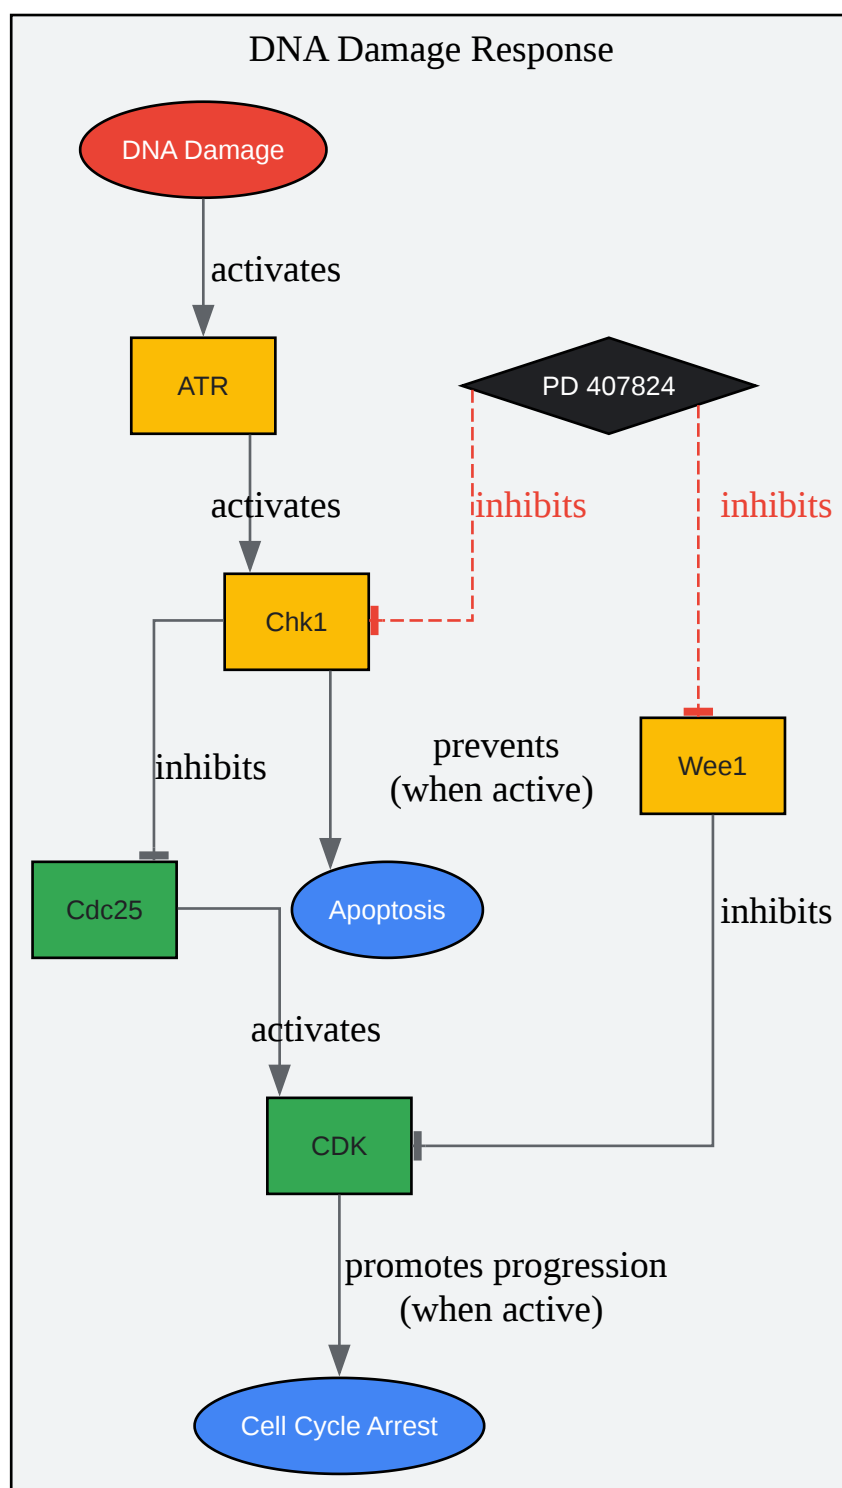 DNA Damage Response
DNA Damage
activates
ATR
PD 407824
activates
inhibits
inhibits
Chk1
inhibits
prevents
(when active)
Wee1
Cdc25
Apoptosis
inhibits
activates
CDK
promotes progression
(when active)
Cell Cycle Arrest